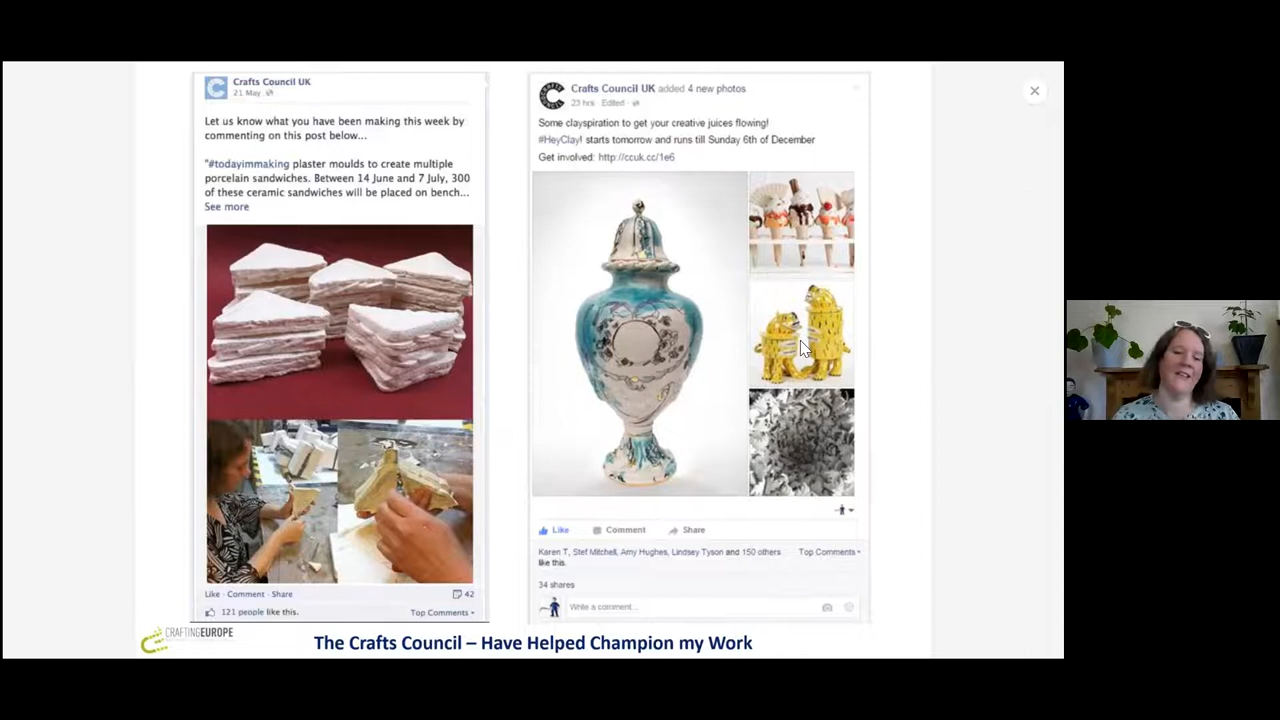 Crafts Council UK
21 May
Let us know what you have been making this week by
commenting on this post below...
"#todayimmaking plaster moulds to create multiple
porcelain sandwiches. Between 14 June and 7 July, 300
of these ceramic sandwiches will be placed on bench...
See more
Like · Comment · Share
42
121 people like this.
Top Comments
CRAFTS COUNCIL
Crafts Council UK added 4 new photos
23 hrs · Edited ·
Some clayspiration to get your creative juices flowing!
#HeyClay! starts tomorrow and runs till Sunday 6th of December
Get involved: http://ccuk.cc/1e6
Like Comment Share
Karen T, Stef Mitchell, Amy Hughes, Lindsey Tyson and 150 others
like this.
Top Comments
34 shares
Write a comment...
CRAFTINGEUROPE
The Crafts Council – Have Helped Champion my Work